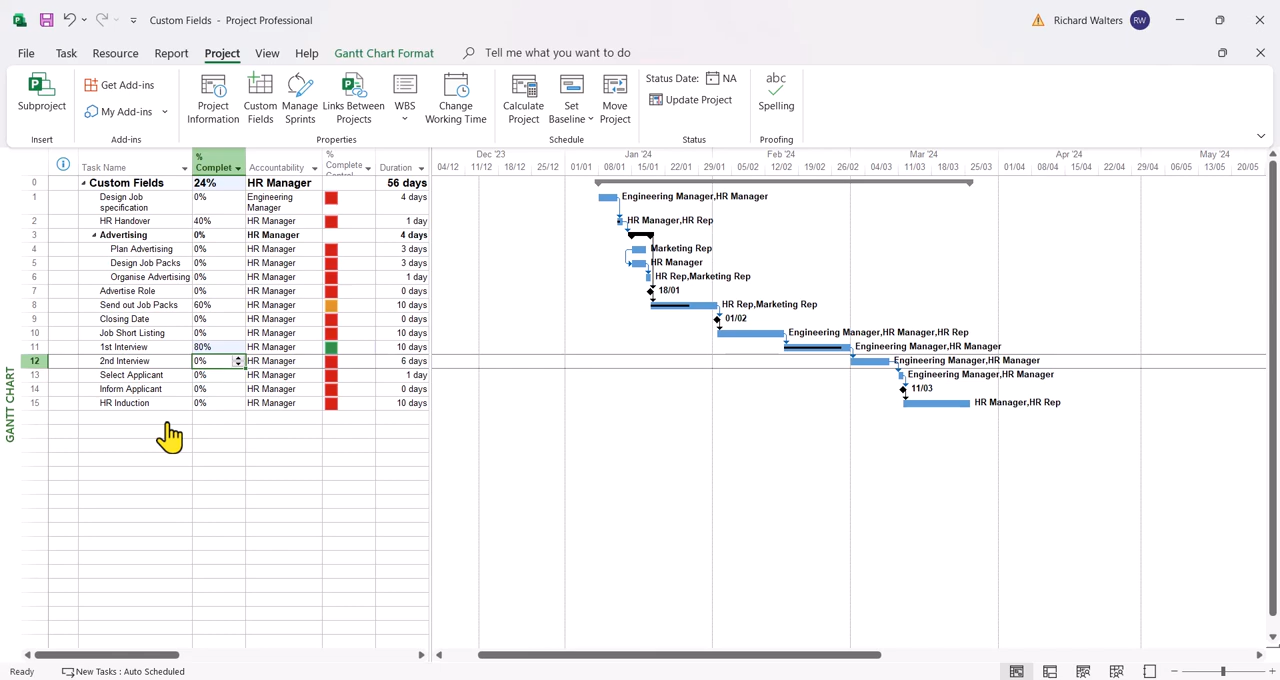 Custom Fields - Project Professional
Richard Walters RW
File Task Resource Report Project View Help Gantt Chart Format Tell me what you want to do
Subproject
Insert
Get Add-ins
My Add-ins
Add-ins
Project Information
Custom Fields
Manage Sprints
Links Between Projects
WBS
Change Working Time
Properties
Calculate Project
Set Baseline
Move Project
Schedule
Status Date: NA
Update Project
Status
abc
Spelling
Proofing
Task Name % Complet Accountability % Complete Duration
Dec '23 Jan '24 Feb '24 Mar '24 Apr '24 May '24
04/12 11/12 18/12 25/12 01/01 08/01 15/01 22/01 29/01 05/02 12/02 19/02 26/02 04/03 11/03 18/03 25/03 01/04 08/04 15/04 22/04 29/04 06/05 13/05 20/05
0 Custom Fields 24% HR Manager 56 days
1 Design Job specification 0% Engineering Manager 4 days Engineering Manager,HR Manager
2 HR Handover 40% HR Manager 1 day HR Manager,HR Rep
3 Advertising 0% HR Manager 4 days
4 Plan Advertising 0% HR Manager 3 days Marketing Rep
5 Design Job Packs 0% HR Manager 3 days HR Manager
6 Organise Advertising 0% HR Manager 1 day HR Rep,Marketing Rep
7 Advertise Role 0% HR Manager 0 days 18/01
8 Send out Job Packs 60% HR Manager 10 days HR Rep,Marketing Rep
9 Closing Date 0% HR Manager 0 days 01/02
10 Job Short Listing 0% HR Manager 10 days Engineering Manager,HR Manager,HR Rep
11 1st Interview 80% HR Manager 10 days Engineering Manager,HR Manager
12 2nd Interview 0% HR Manager 6 days Engineering Manager,HR Manager
13 Select Applicant 0% HR Manager 1 day Engineering Manager,HR Manager
14 Inform Applicant 0% HR Manager 0 days 11/03
15 HR Induction 0% HR Manager 10 days HR Manager,HR Rep
GANTT CHART
Ready New Tasks : Auto Scheduled